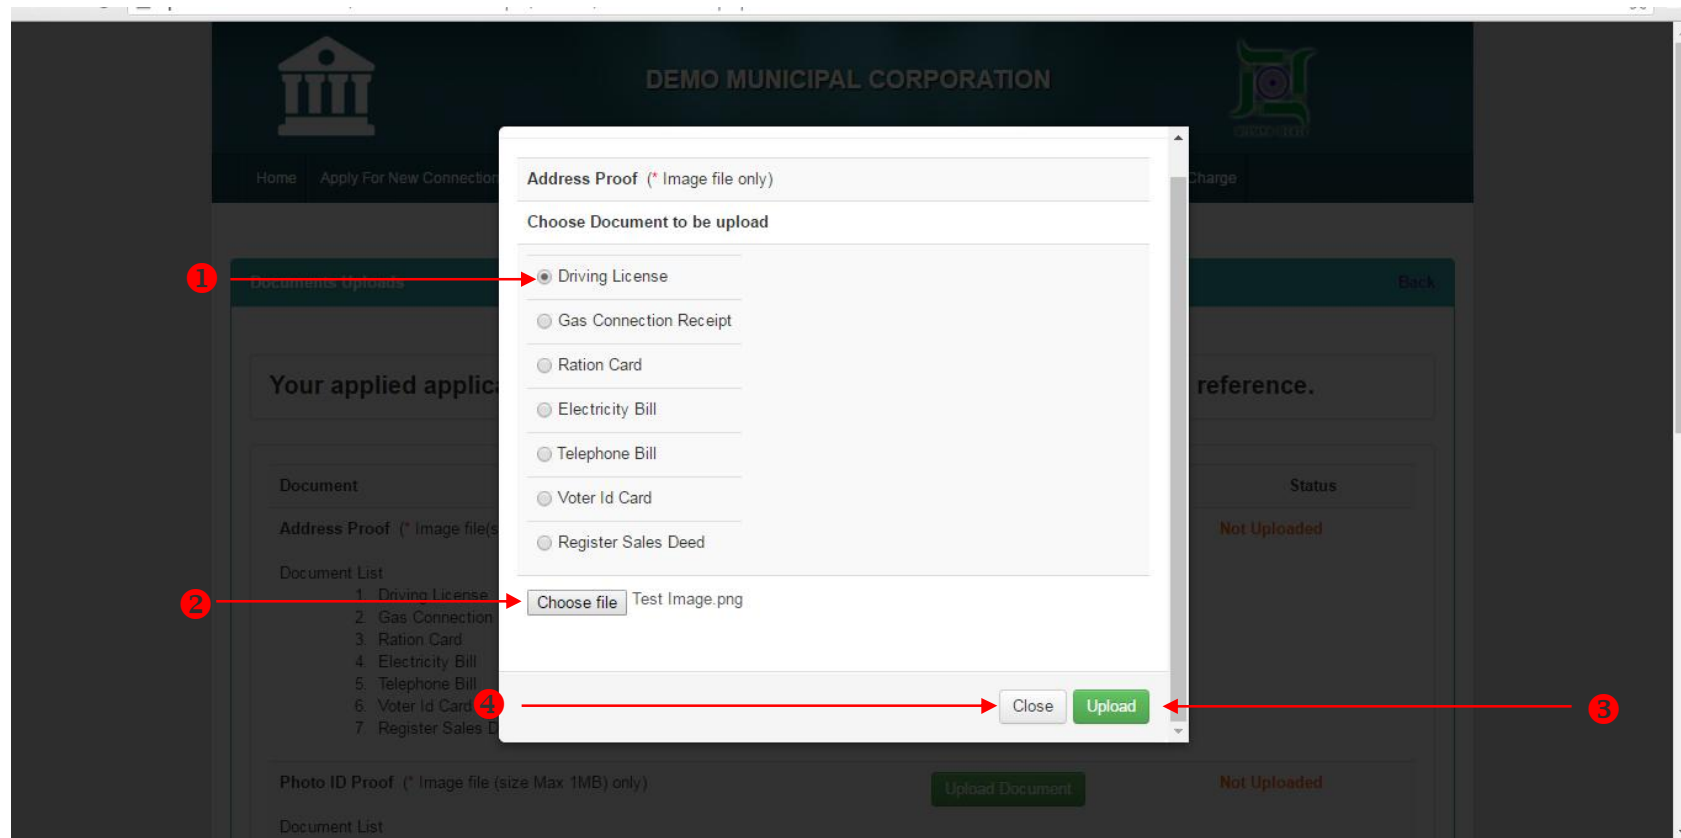 DEMO MUNICIPAL CORPORATION
Home Apply For New Connection Charge
Address Proof (* Image file only)
Choose Document to be upload
1
Documents Uploads Back
Driving License
Gas Connection Receipt
Ration Card
Electricity Bill
Telephone Bill
Voter Id Card
Register Sales Deed
Your applied applica reference.
Document Status
Address Proof (* Image file(s Not Uploaded
Document List
1. Driving License
2. Gas Connection
3. Ration Card
4. Electricity Bill
5. Telephone Bill
6. Voter Id Card
7. Register Sales D
2
Choose file Test Image.png
4
Close Upload
3
Photo ID Proof (* Image file (size Max 1MB) only) Upload Document Not Uploaded
Document List